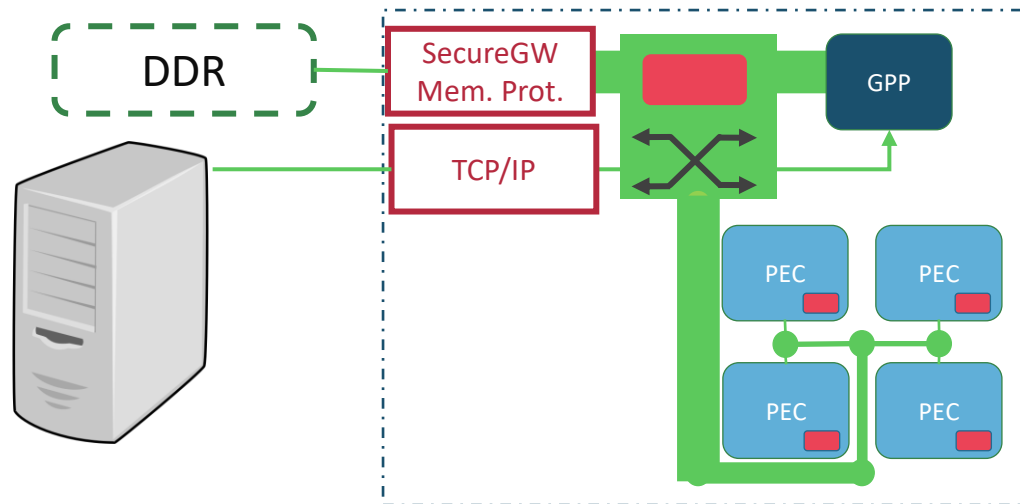 DDR
SecureGW
Mem. Prot.
GPP
TCP/IP
PEC
PEC
PEC
PEC